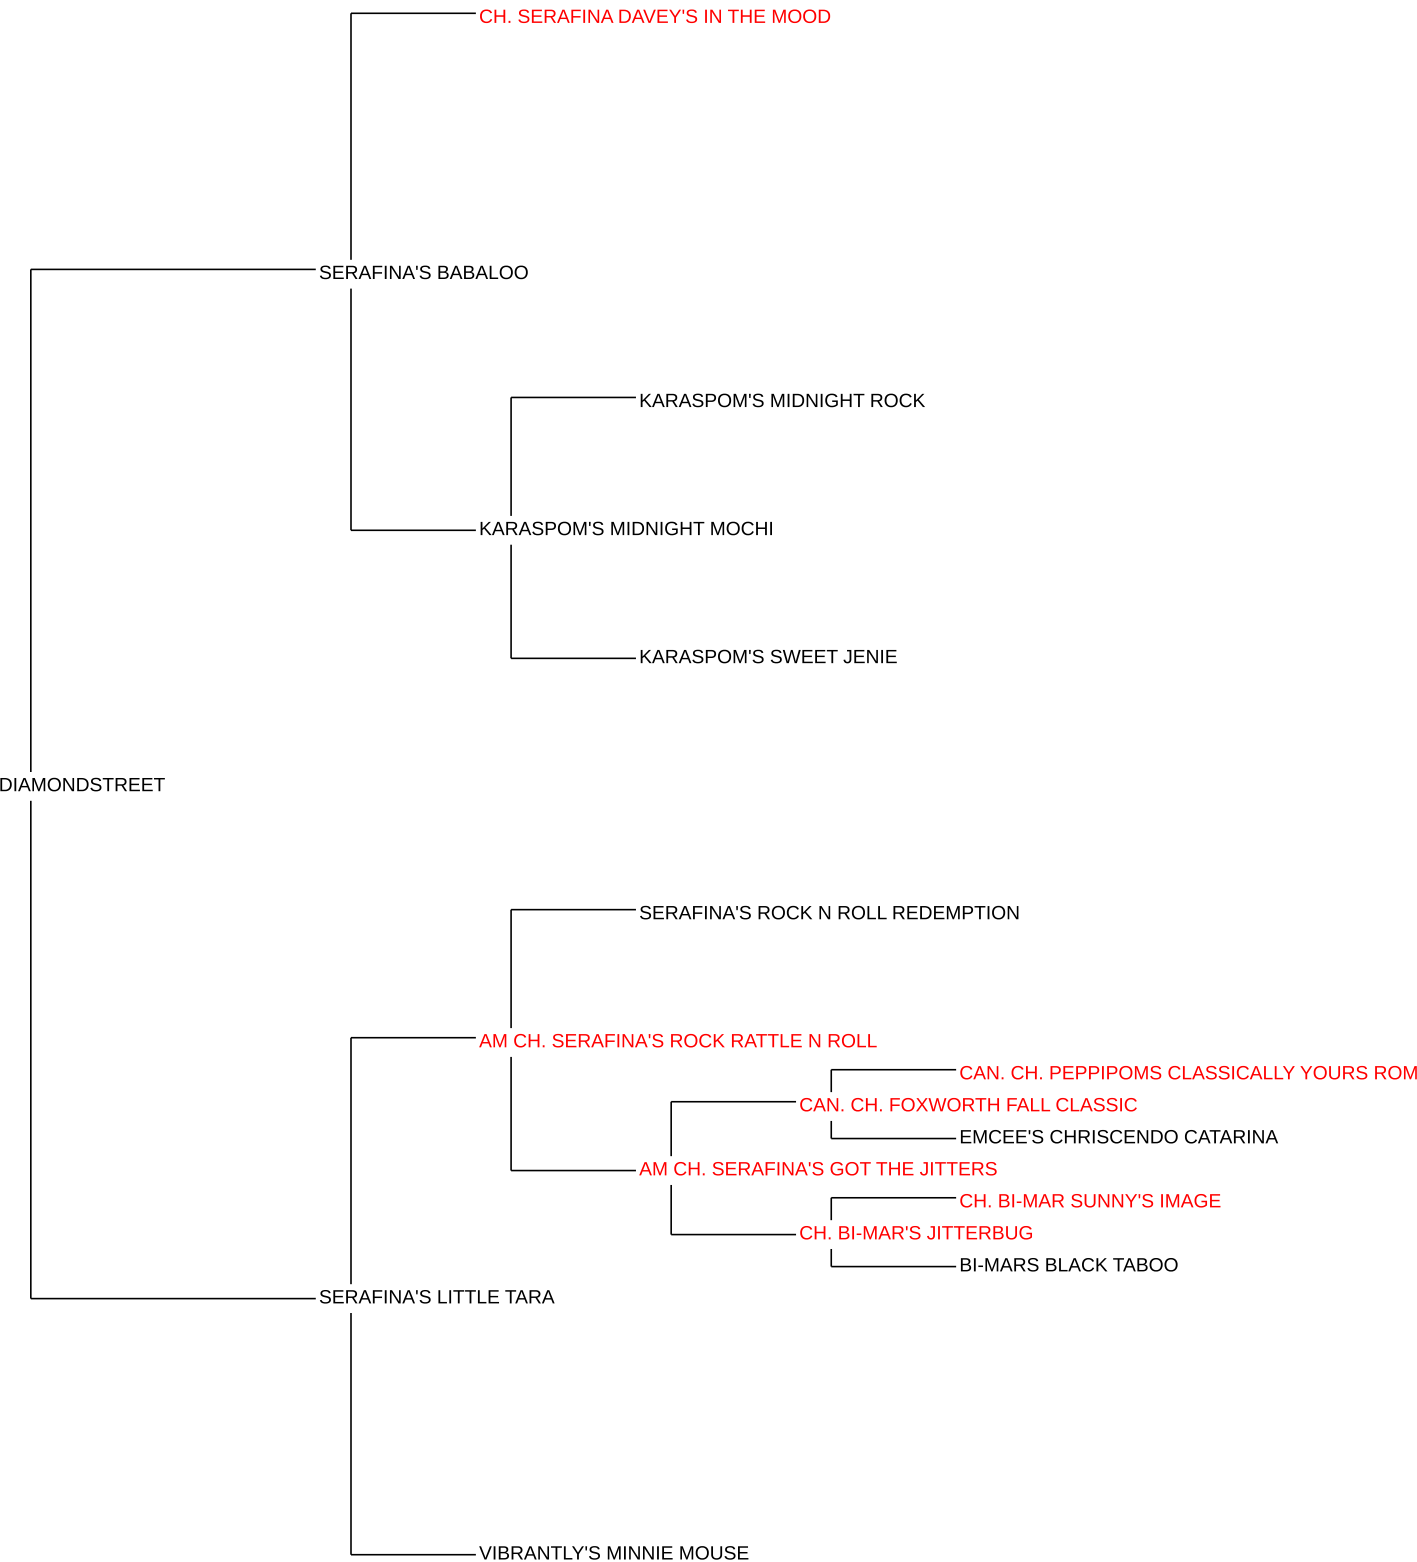 CH. SERAFINA DAVEY'S IN THE MOOD
SERAFINA'S BABALOO
KARASPOM'S MIDNIGHT ROCK
KARASPOM'S MIDNIGHT MOCHI
KARASPOM'S SWEET JENIE
DIAMONDSTREET
SERAFINA'S ROCK N ROLL REDEMPTION
AM CH. SERAFINA'S ROCK RATTLE N ROLL
CAN. CH. PEPPIPOMS CLASSICALLY YOURS ROM
CAN. CH. FOXWORTH FALL CLASSIC
EMCEE'S CHRISCENDO CATARINA
AM CH. SERAFINA'S GOT THE JITTERS
CH. BI-MAR SUNNY'S IMAGE
CH. BI-MAR'S JITTERBUG
BI-MARS BLACK TABOO
SERAFINA'S LITTLE TARA
VIBRANTLY'S MINNIE MOUSE